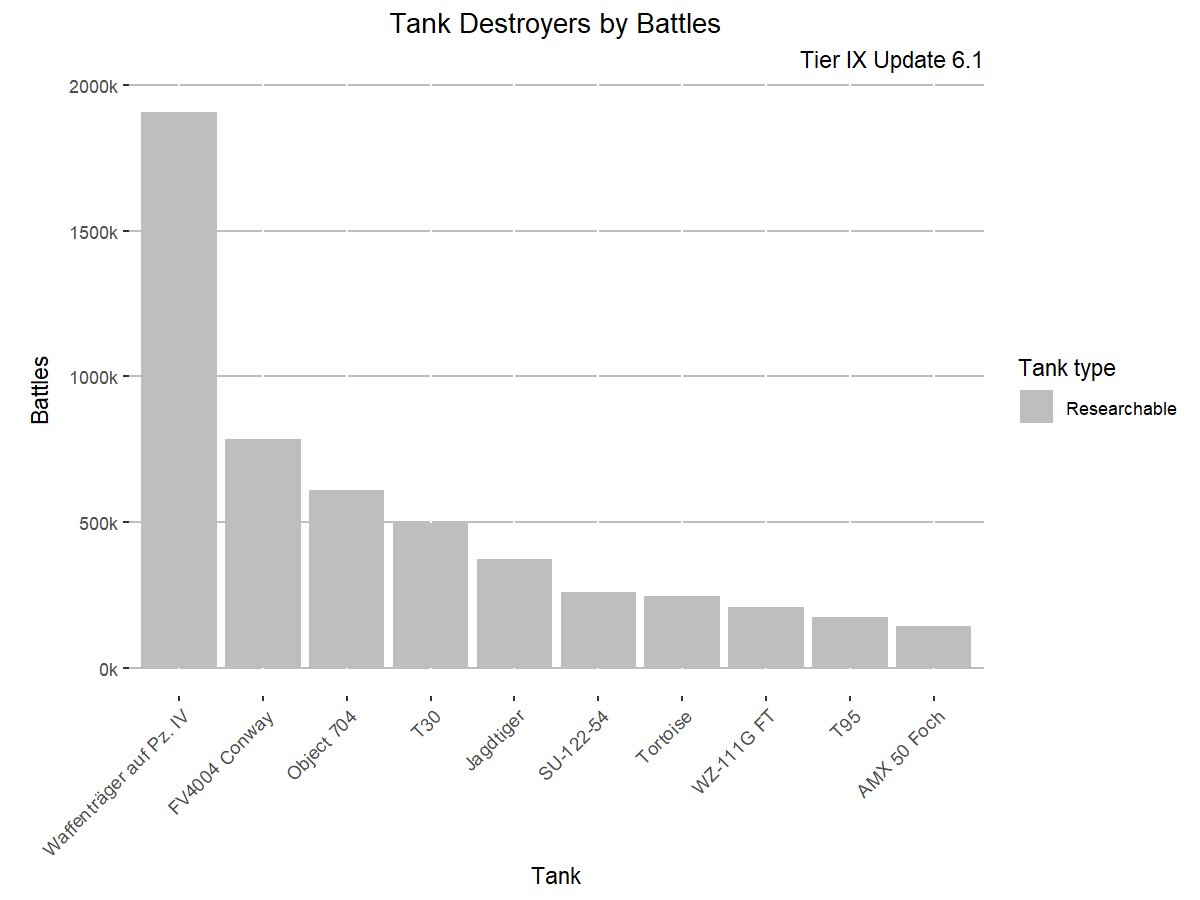 Tank Destroyers by Battles
Tier IX Update 6.1
2000k
1500k
1000k
500k
0k
Battles
Waffenträger auf Pz. IV
FV4004 Conway
Object 704
T30
Jagdtiger
SU-122-54
Tortoise
WZ-111G FT
T95
AMX 50 Foch
Tank
Tank type
Researchable